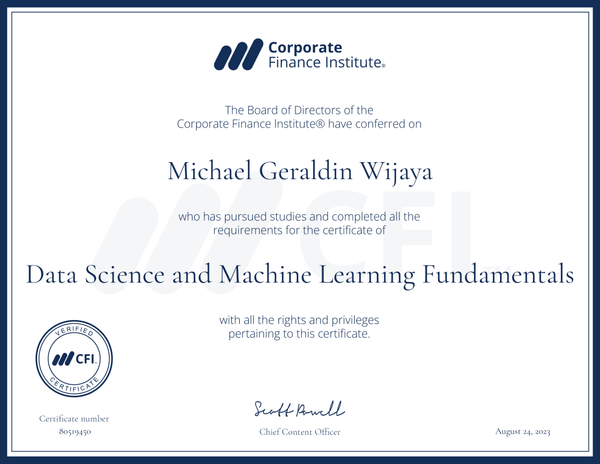 Corporate
Finance Institute®
The Board of Directors of the
Corporate Finance Institute® have conferred on
Michael Geraldin Wijaya
CFI
who has pursued studies and completed all the
requirements for the certificate of
Data Science and Machine Learning Fundamentals
with all the rights and privileges
pertaining to this certificate.
VERIFIED
CFI
CERTIFICATE
Scott Powell
Certificate number
80519450
Chief Content Officer
August 24, 2023